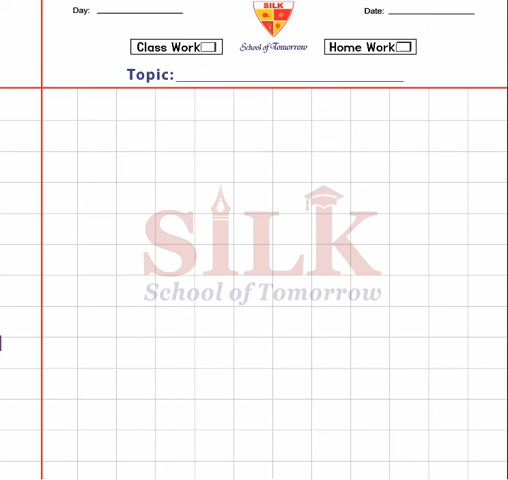 Day: Date:
SILK
Class Work School of Tomorrow Home Work
Topic:
SiLK
School of Tomorrow